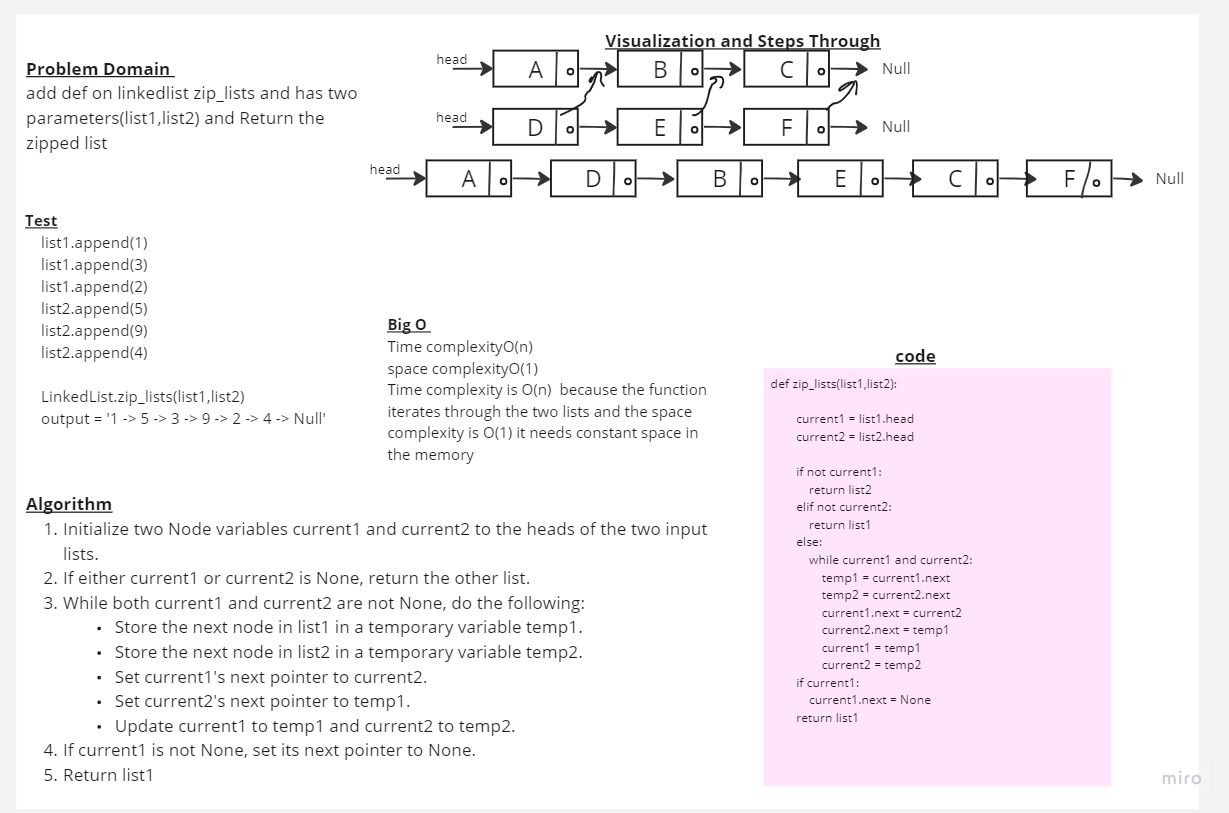 Problem Domain
add def on linkedlist zip_lists and has two
parameters(list1,list2) and Return the
zipped list
Visualization and Steps Through
head A B C Null
head D E F Null
head A D B E C F Null
Test
list1.append(1)
list1.append(3)
list1.append(2)
list2.append(5)
list2.append(9)
list2.append(4)
LinkedList.zip_lists(list1,list2)
output = '1 -> 5 -> 3 -> 9 -> 2 -> 4 -> Null'
Big O
Time complexityO(n)
space complexityO(1)
Time complexity is O(n) because the function
iterates through the two lists and the space
complexity is O(1) it needs constant space in
the memory
Algorithm
1. Initialize two Node variables current1 and current2 to the heads of the two input
lists.
2. If either current1 or current2 is None, return the other list.
3. While both current1 and current2 are not None, do the following:
• Store the next node in list1 in a temporary variable temp1.
• Store the next node in list2 in a temporary variable temp2.
• Set current1's next pointer to current2.
• Set current2's next pointer to temp1.
• Update current1 to temp1 and current2 to temp2.
4. If current1 is not None, set its next pointer to None.
5. Return list1
code
def zip_lists(list1,list2):
current1 = list1.head
current2 = list2.head
if not current1:
return list2
elif not current2:
return list1
else:
while current1 and current2:
temp1 = current1.next
temp2 = current2.next
current1.next = current2
current2.next = temp1
current1 = temp1
current2 = temp2
if current1:
current1.next = None
return list1
miro